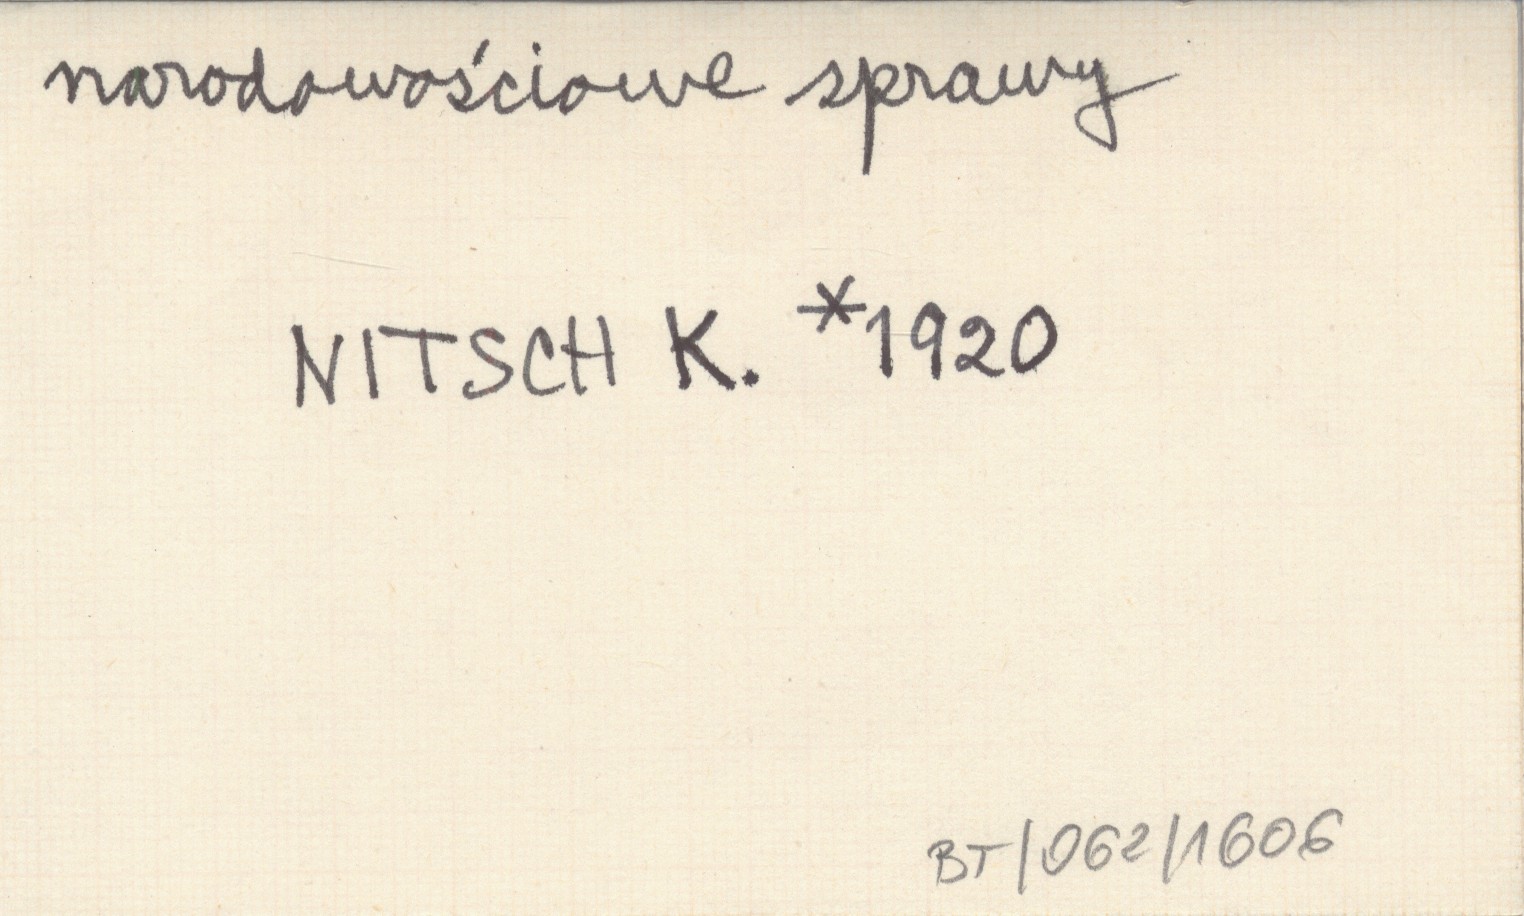 narodowościowe sprawy
NITSCH K. *1920
BT/062/1606